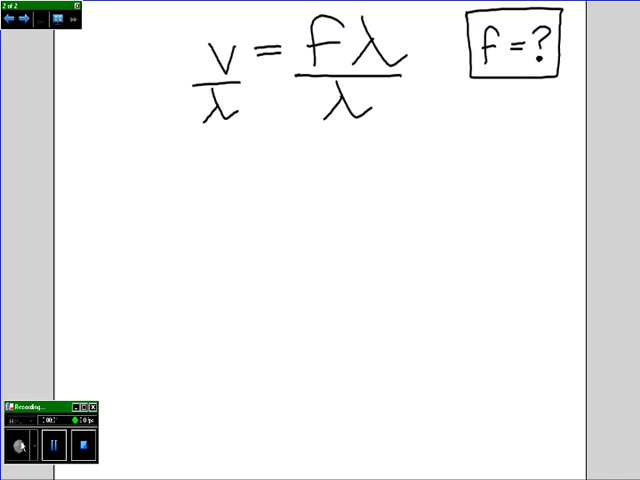 2 of 2
v = fλ
λ λ
f = ?
Recording...